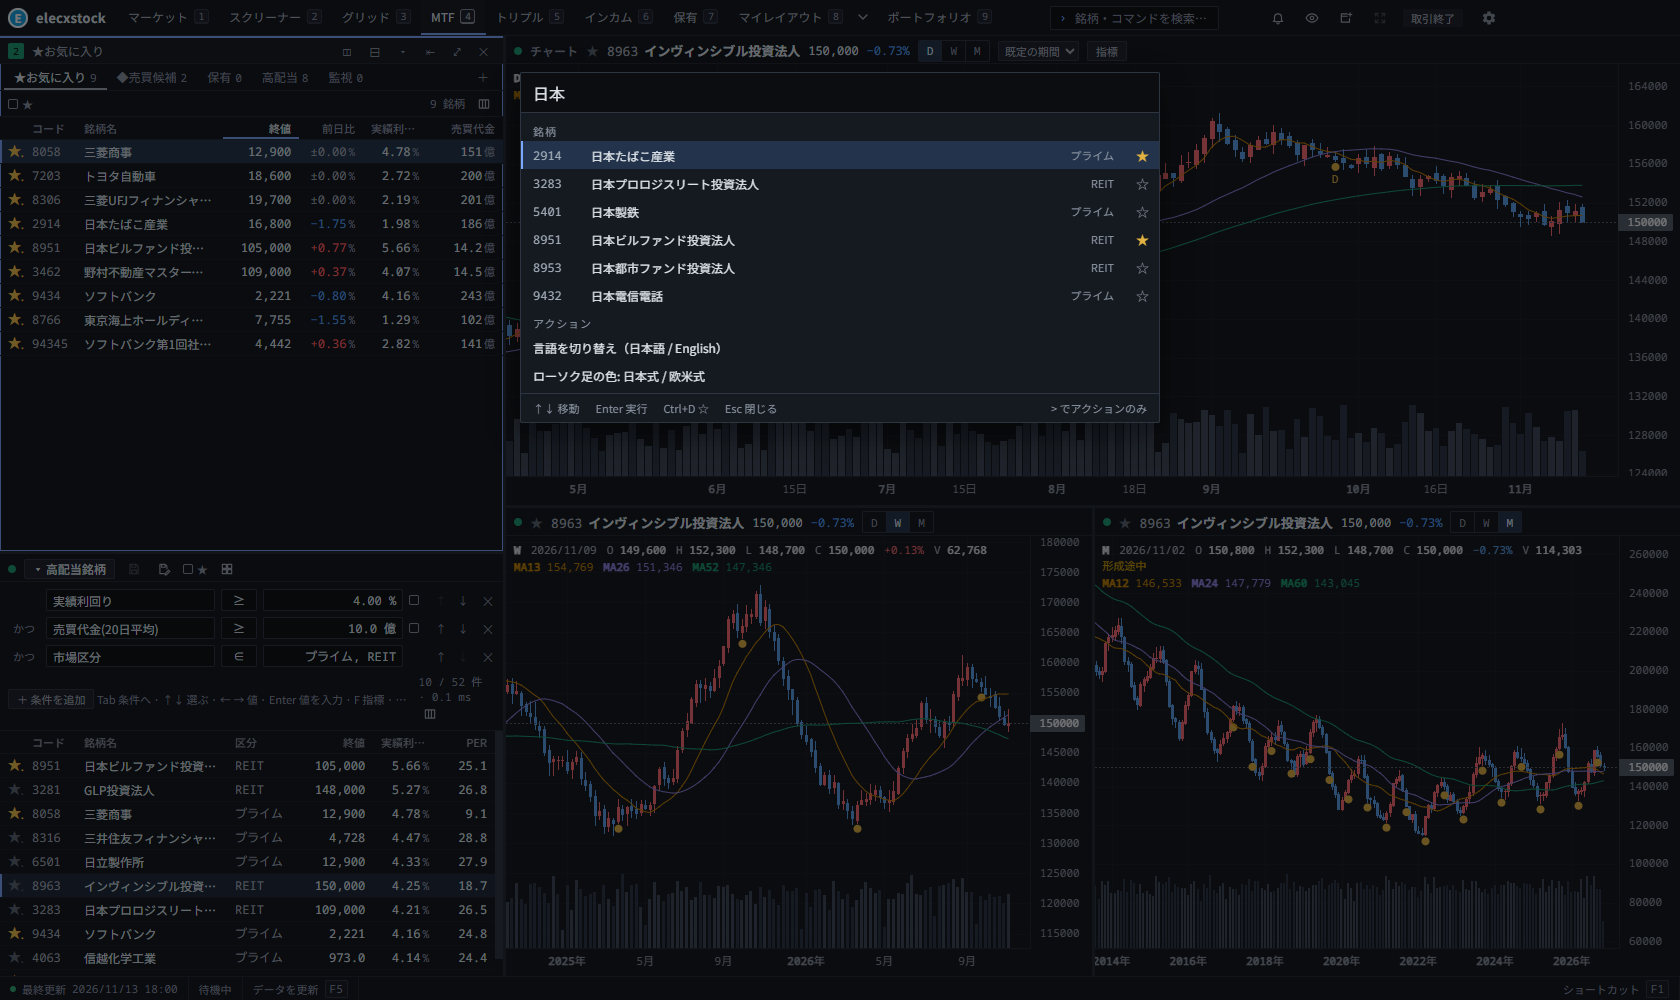 E elecxstock マーケット 1 スクリーナー 2 グリッド 3 MTF 4 トリプル 5 インカム 6 保有 7 マイレイアウト 8 ポートフォリオ 9 › 銘柄・コマンドを検索… 取引終了
2 ★お気に入り
★お気に入り 9 ◆売買候補 2 保有 0 高配当 8 監視 0 +
★ 9 銘柄
コード 銘柄名 終値 前日比 実績利… 売買代金
★ 8058 三菱商事 12,900 ±0.00% 4.78% 151億
★ 7203 トヨタ自動車 18,600 ±0.00% 2.72% 200億
★ 8306 三菱UFJフィナンシャ… 19,700 ±0.00% 2.19% 201億
★ 2914 日本たばこ産業 16,800 −1.75% 1.98% 186億
★ 8951 日本ビルファンド投… 105,000 +0.77% 5.66% 14.2億
★ 3462 野村不動産マスター… 109,000 +0.37% 4.07% 14.5億
★ 9434 ソフトバンク 2,221 −0.80% 4.16% 243億
★ 8766 東京海上ホールディ… 7,755 −1.55% 1.29% 102億
★ 94345 ソフトバンク第1回社… 4,442 +0.36% 2.82% 141億
チャート ★ 8963 インヴィンシブル投資法人 150,000 −0.73% D W M 既定の期間 指標
日本
銘柄
2914 日本たばこ産業 プライム ★
3283 日本プロロジスリート投資法人 REIT ☆
5401 日本製鉄 プライム ☆
8951 日本ビルファンド投資法人 REIT ★
8953 日本都市ファンド投資法人 REIT ☆
9432 日本電信電話 プライム ☆
アクション
言語を切り替え（日本語 / English）
ローソク足の色: 日本式 / 欧米式
↑↓ 移動 Enter 実行 Ctrl+D ☆ Esc 閉じる > でアクションのみ
D
164000
160000
156000
152000
150000
148000
144000
140000
136000
132000
128000
124000
5月 6月 15日 7月 15日 8月 18日 9月 10月 16日 11月
高配当銘柄 ★
実績利回り ≥ 4.00 % ↑ ↓ ×
かつ 売買代金(20日平均) ≥ 10.0 億 ↑ ↓ ×
かつ 市場区分 ∈ プライム, REIT ↑ ↓ ×
+ 条件を追加 Tab 条件へ · ↑↓ 選ぶ · ←→ 値 · Enter 値を入力 · F 指標 · …
10 / 52 件
· 0.1 ms
コード 銘柄名 区分 終値 実績利… PER
★ 8951 日本ビルファンド投資… REIT 105,000 5.66% 25.1
★ 3281 GLP投資法人 REIT 148,000 5.27% 26.8
★ 8058 三菱商事 プライム 12,900 4.78% 9.1
★ 8316 三井住友フィナンシャ… プライム 4,728 4.47% 28.8
★ 6501 日立製作所 プライム 12,900 4.33% 27.9
★ 8963 インヴィンシブル投資… REIT 150,000 4.25% 18.7
★ 3283 日本プロロジスリート… REIT 109,000 4.21% 26.5
★ 9434 ソフトバンク プライム 2,221 4.16% 24.8
★ 4063 信越化学工業 プライム 973.0 4.14% 24.4
★ 8963 インヴィンシブル投資法人 150,000 −0.73% D W M
W 2026/11/09 O 149,600 H 152,300 L 148,700 C 150,000 +0.13% V 62,768
MA13 154,769 MA26 151,346 MA52 147,346
180000
175000
170000
165000
160000
155000
150000
145000
140000
135000
130000
125000
120000
115000
2025年 5月 9月 2026年 5月 9月
★ 8963 インヴィンシブル投資法人 150,000 −0.73% D W M
M 2026/11/02 O 150,800 H 152,300 L 148,700 C 150,000 −0.73% V 114,303
形成途中
MA12 146,533 MA24 147,779 MA60 143,045
260000
240000
220000
200000
180000
160000
150000
140000
120000
100000
80000
60000
2014年 2016年 2018年 2020年 2022年 2024年 2026年
最終更新 2026/11/13 18:00 待機中 データを更新 F5 ショートカット F1